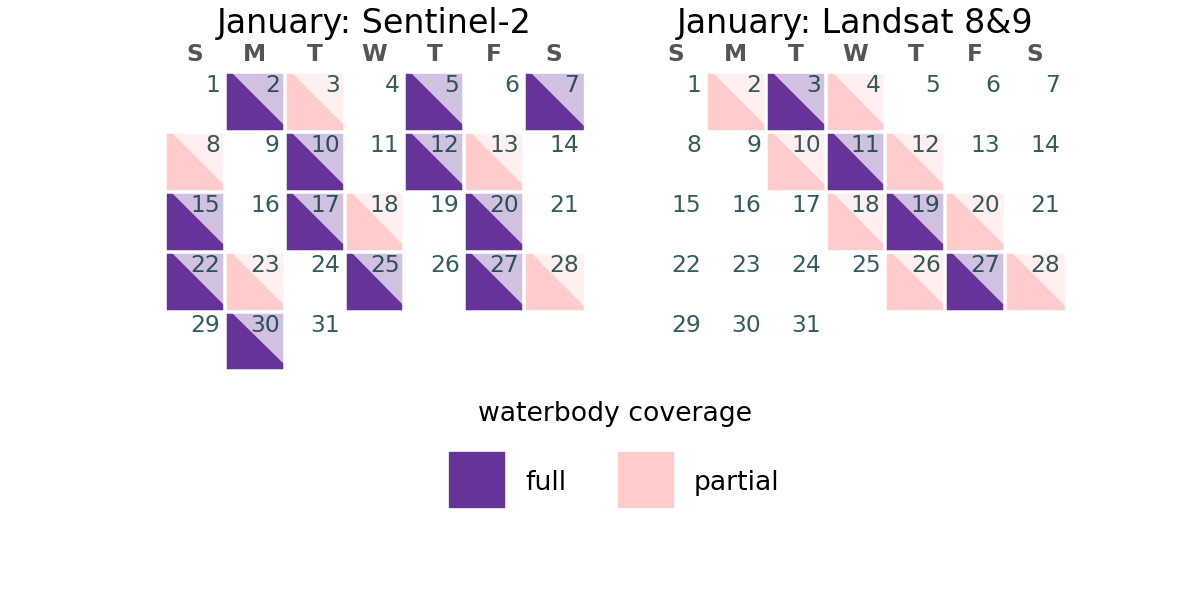 January: Sentinel-2
S M T W T F S
1 2 3 4 5 6 7
8 9 10 11 12 13 14
15 16 17 18 19 20 21
22 23 24 25 26 27 28
29 30 31
January: Landsat 8&9
S M T W T F S
1 2 3 4 5 6 7
8 9 10 11 12 13 14
15 16 17 18 19 20 21
22 23 24 25 26 27 28
29 30 31
waterbody coverage
full
partial